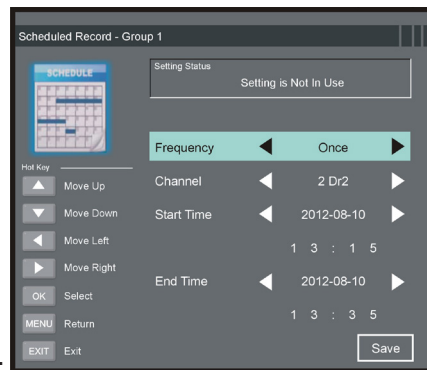 Scheduled Record - Group 1
SCHEDULE
Setting Status
Setting is Not In Use
Frequency Once
Hot Key
Move Up
Channel 2 Dr2
Move Down
Start Time 2012-08-10
Move Left
1 3 : 1 5
Move Right
End Time 2012-08-10
OK Select
1 3 : 3 5
MENU Return
EXIT Exit
Save
.